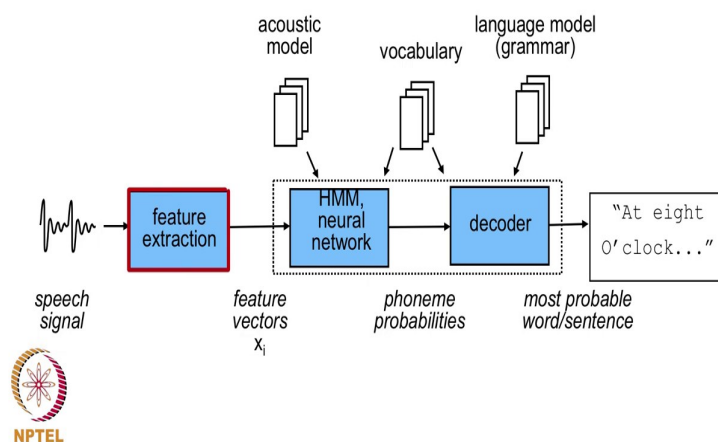 acoustic
model
vocabulary
language model
(grammar)
feature
extraction
HMM,
neural
network
decoder
“At eight
O’clock...”
speech
signal
feature
vectors
xi
phoneme
probabilities
most probable
word/sentence
NPTEL